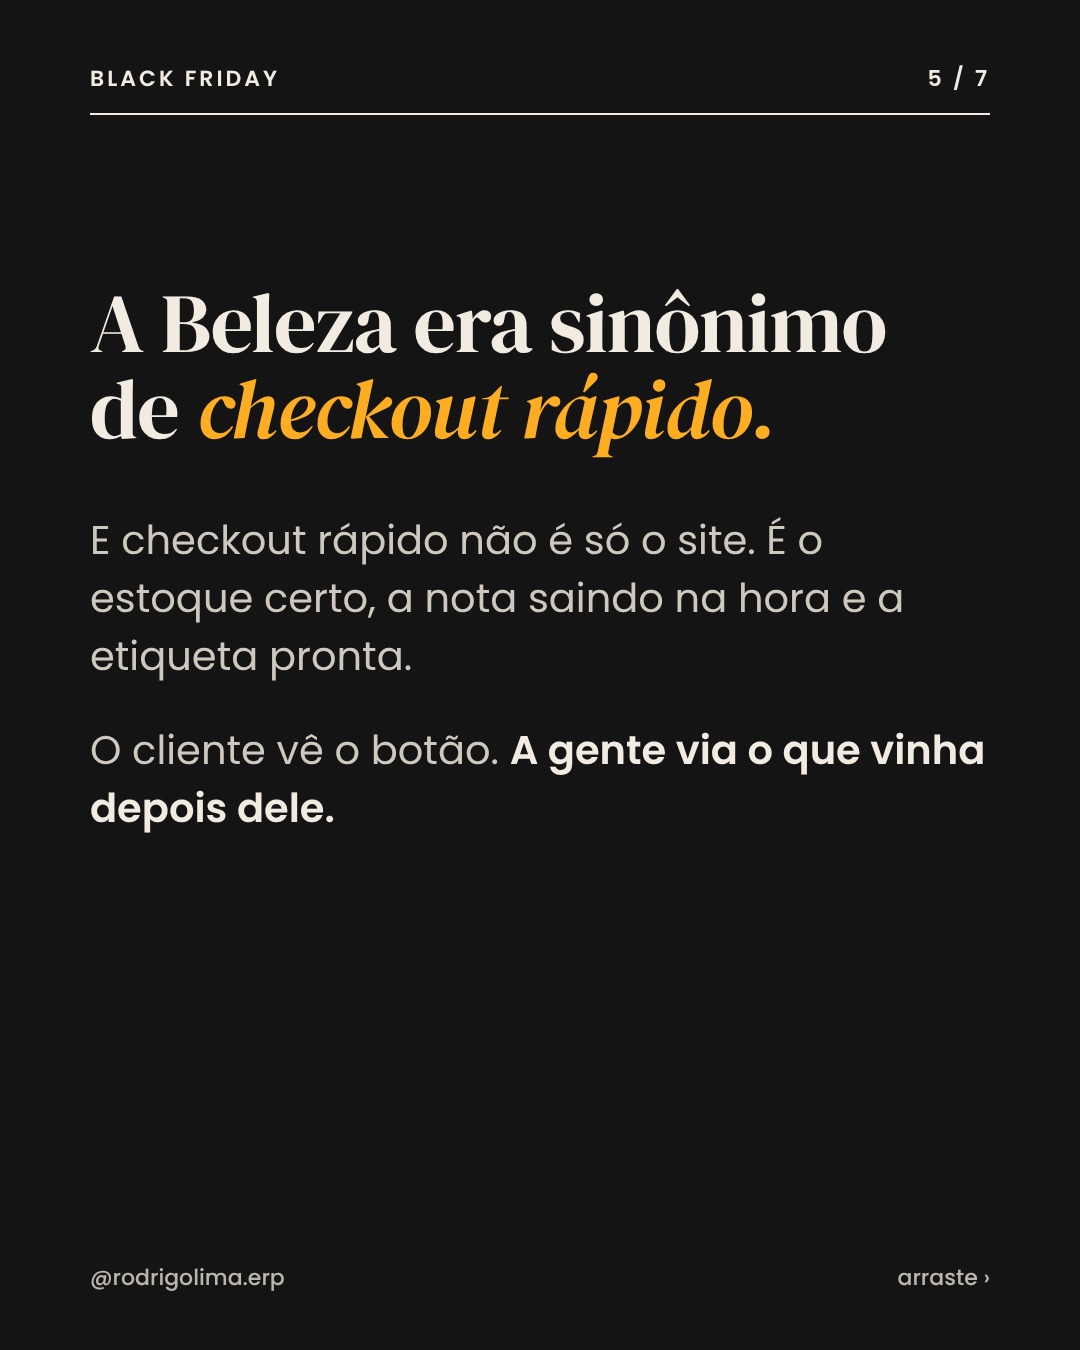 BLACK FRIDAY
5 / 7
A Beleza era sinônimo
de checkout rápido.
E checkout rápido não é só o site. É o
estoque certo, a nota saindo na hora e a
etiqueta pronta.
O cliente vê o botão. A gente via o que vinha
depois dele.
@rodrigolima.erp
arraste ›